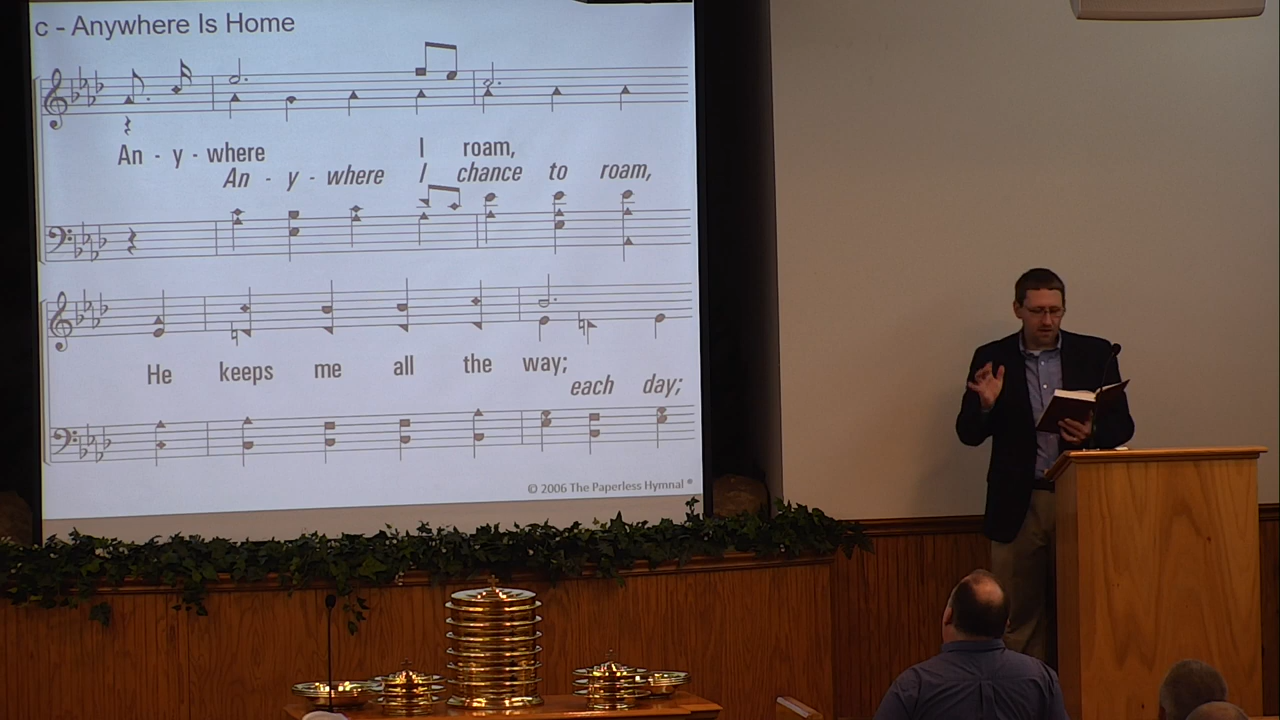 c - Anywhere Is Home
An - y - where I roam,
An - y - where I chance to roam,
He keeps me all the way;
each day;
© 2006 The Paperless Hymnal ®